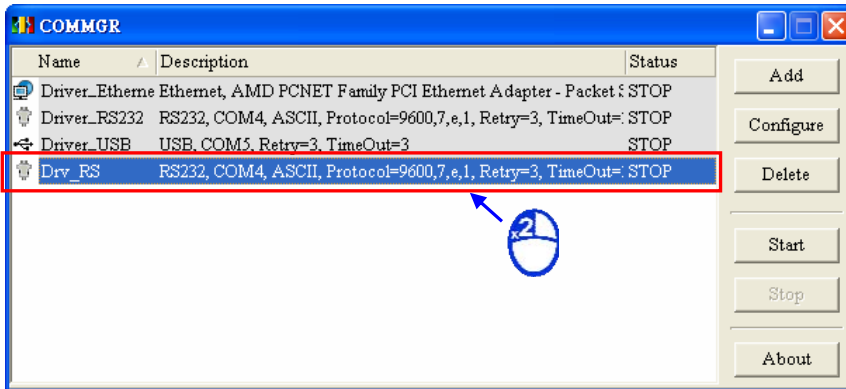 COMMGR
Name Description Status
Driver_Etherne Ethernet, AMD PCNET Family PCI Ethernet Adapter - Packet S STOP
Driver_RS232 RS232, COM4, ASCII, Protocol=9600,7,e,1, Retry=3, TimeOut= STOP
Driver_USB USB, COM5, Retry=3, TimeOut=3 STOP
Drv_RS RS232, COM4, ASCII, Protocol=9600,7,e,1, Retry=3, TimeOut= STOP
x2
Add
Configure
Delete
Start
Stop
About